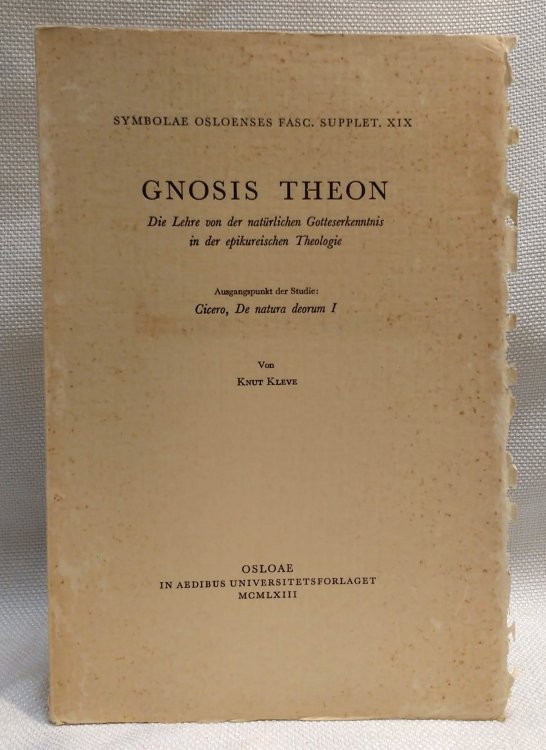 SYMBOLAE OSLOENSES FASC. SUPPLET. XIX
GNOSIS THEON
Die Lehre von der natürlichen Gotteserkenntnis
in der epikureischen Theologie
Ausgangspunkt der Studie:
Cicero, De natura deorum I
Von
KNUT KLEVE
OSLOAE
IN AEDIBUS UNIVERSITETSFORLAGET
MCMLXIII